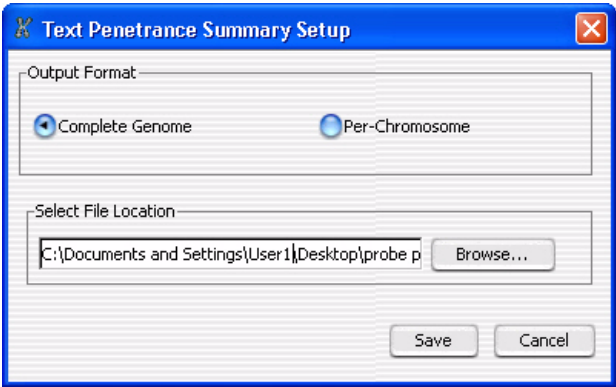 Text Penetrance Summary Setup
Output Format
Complete Genome
Per-Chromosome
Select File Location
C:\Documents and Settings\User1\Desktop\probe p
Browse...
Save
Cancel